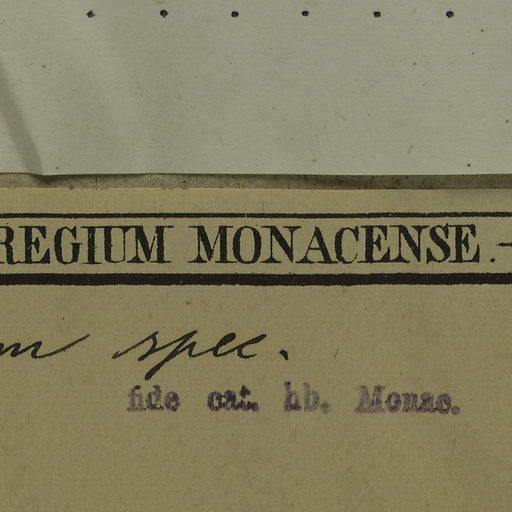 REGIUM MONACENSE.—
m spec.
fide cat. hb. Monac.